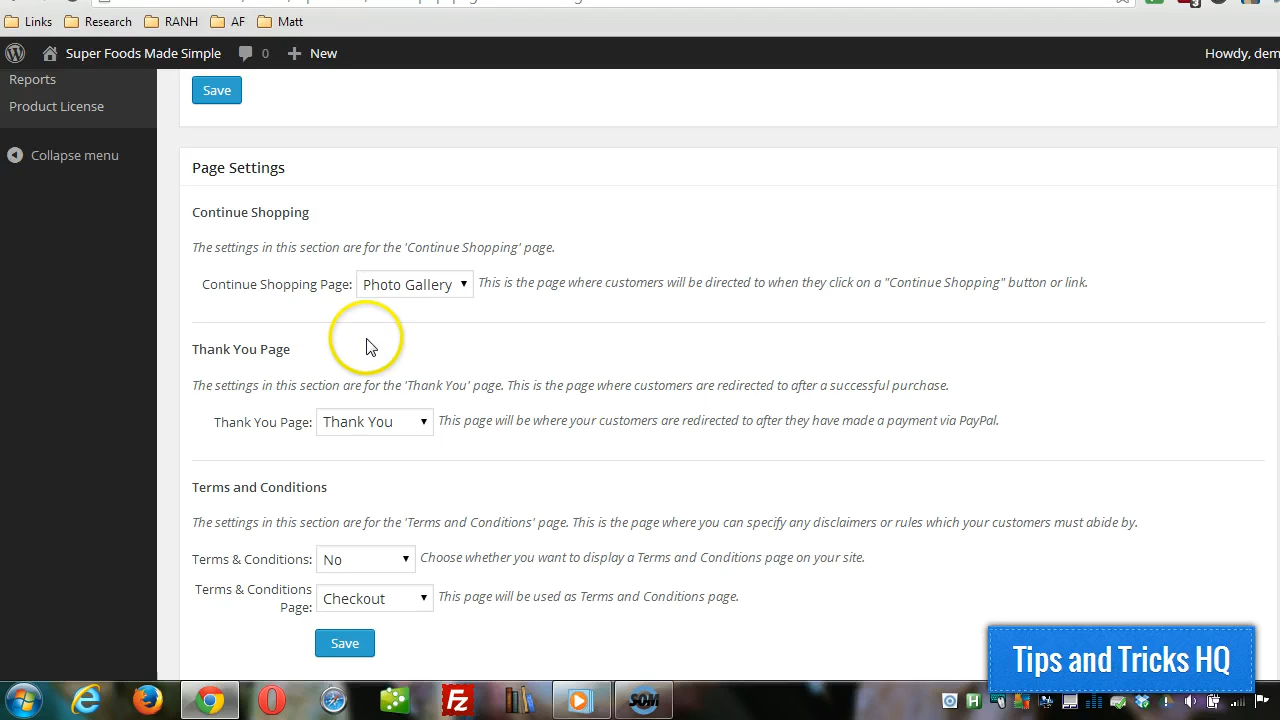 Links Research RANH AF Matt
Super Foods Made Simple 0 New Howdy, dem
Reports
Product License
Collapse menu
Save
Page Settings
Continue Shopping
The settings in this section are for the 'Continue Shopping' page.
Continue Shopping Page: Photo Gallery This is the page where customers will be directed to when they click on a "Continue Shopping" button or link.
Thank You Page
The settings in this section are for the 'Thank You' page. This is the page where customers are redirected to after a successful purchase.
Thank You Page: Thank You This page will be where your customers are redirected to after they have made a payment via PayPal.
Terms and Conditions
The settings in this section are for the 'Terms and Conditions' page. This is the page where you can specify any disclaimers or rules which your customers must abide by.
Terms & Conditions: No Choose whether you want to display a Terms and Conditions page on your site.
Terms & Conditions
Page: Checkout This page will be used as Terms and Conditions page.
Save
Tips and Tricks HQ
Fz SOM H